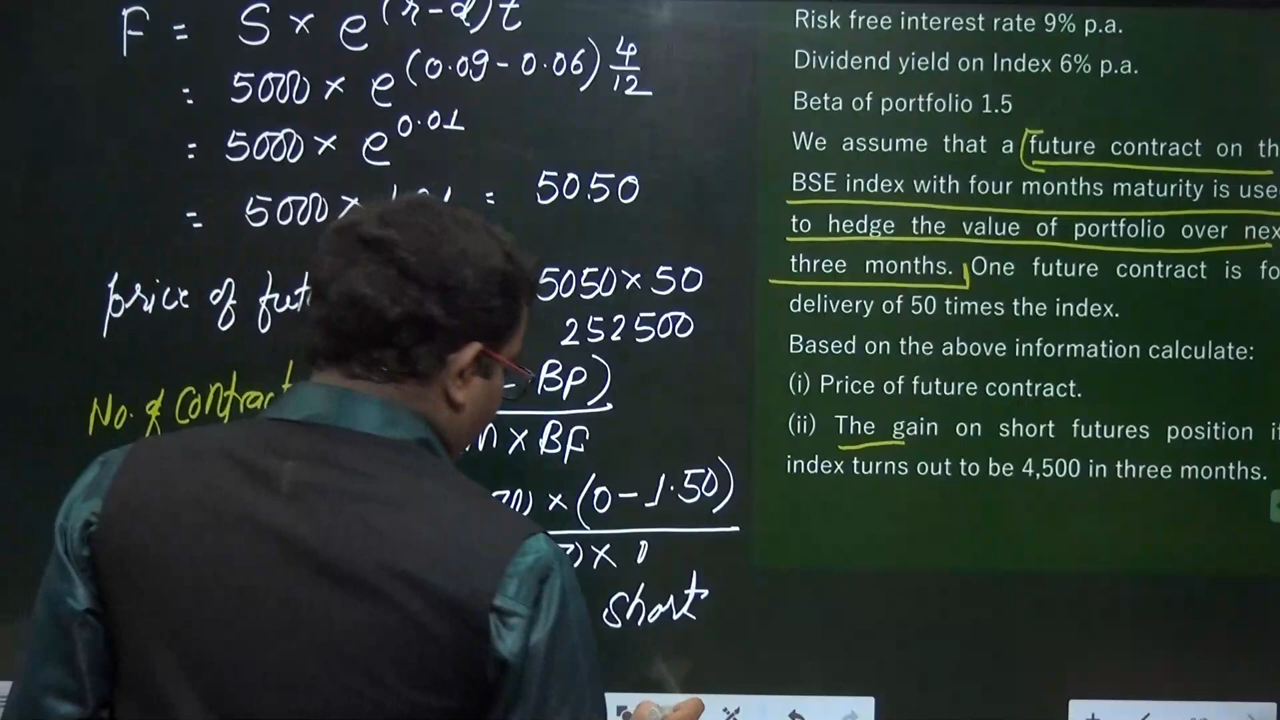 F = S × e^(r-d)t
= 5000 × e^(0.09 - 0.06) 4/12
= 5000 × e^0.01
= 5000 × = 5050
price of 5050 × 50
252500
No. of contract - BP)
× BF
× (0 - 1.50)
× 0
short
Risk free interest rate 9% p.a.
Dividend yield on Index 6% p.a.
Beta of portfolio 1.5
We assume that a future contract on th
BSE index with four months maturity is use
to hedge the value of portfolio over nex
three months. One future contract is fo
delivery of 50 times the index.
Based on the above information calculate:
(i) Price of future contract.
(ii) The gain on short futures position if
index turns out to be 4,500 in three months.